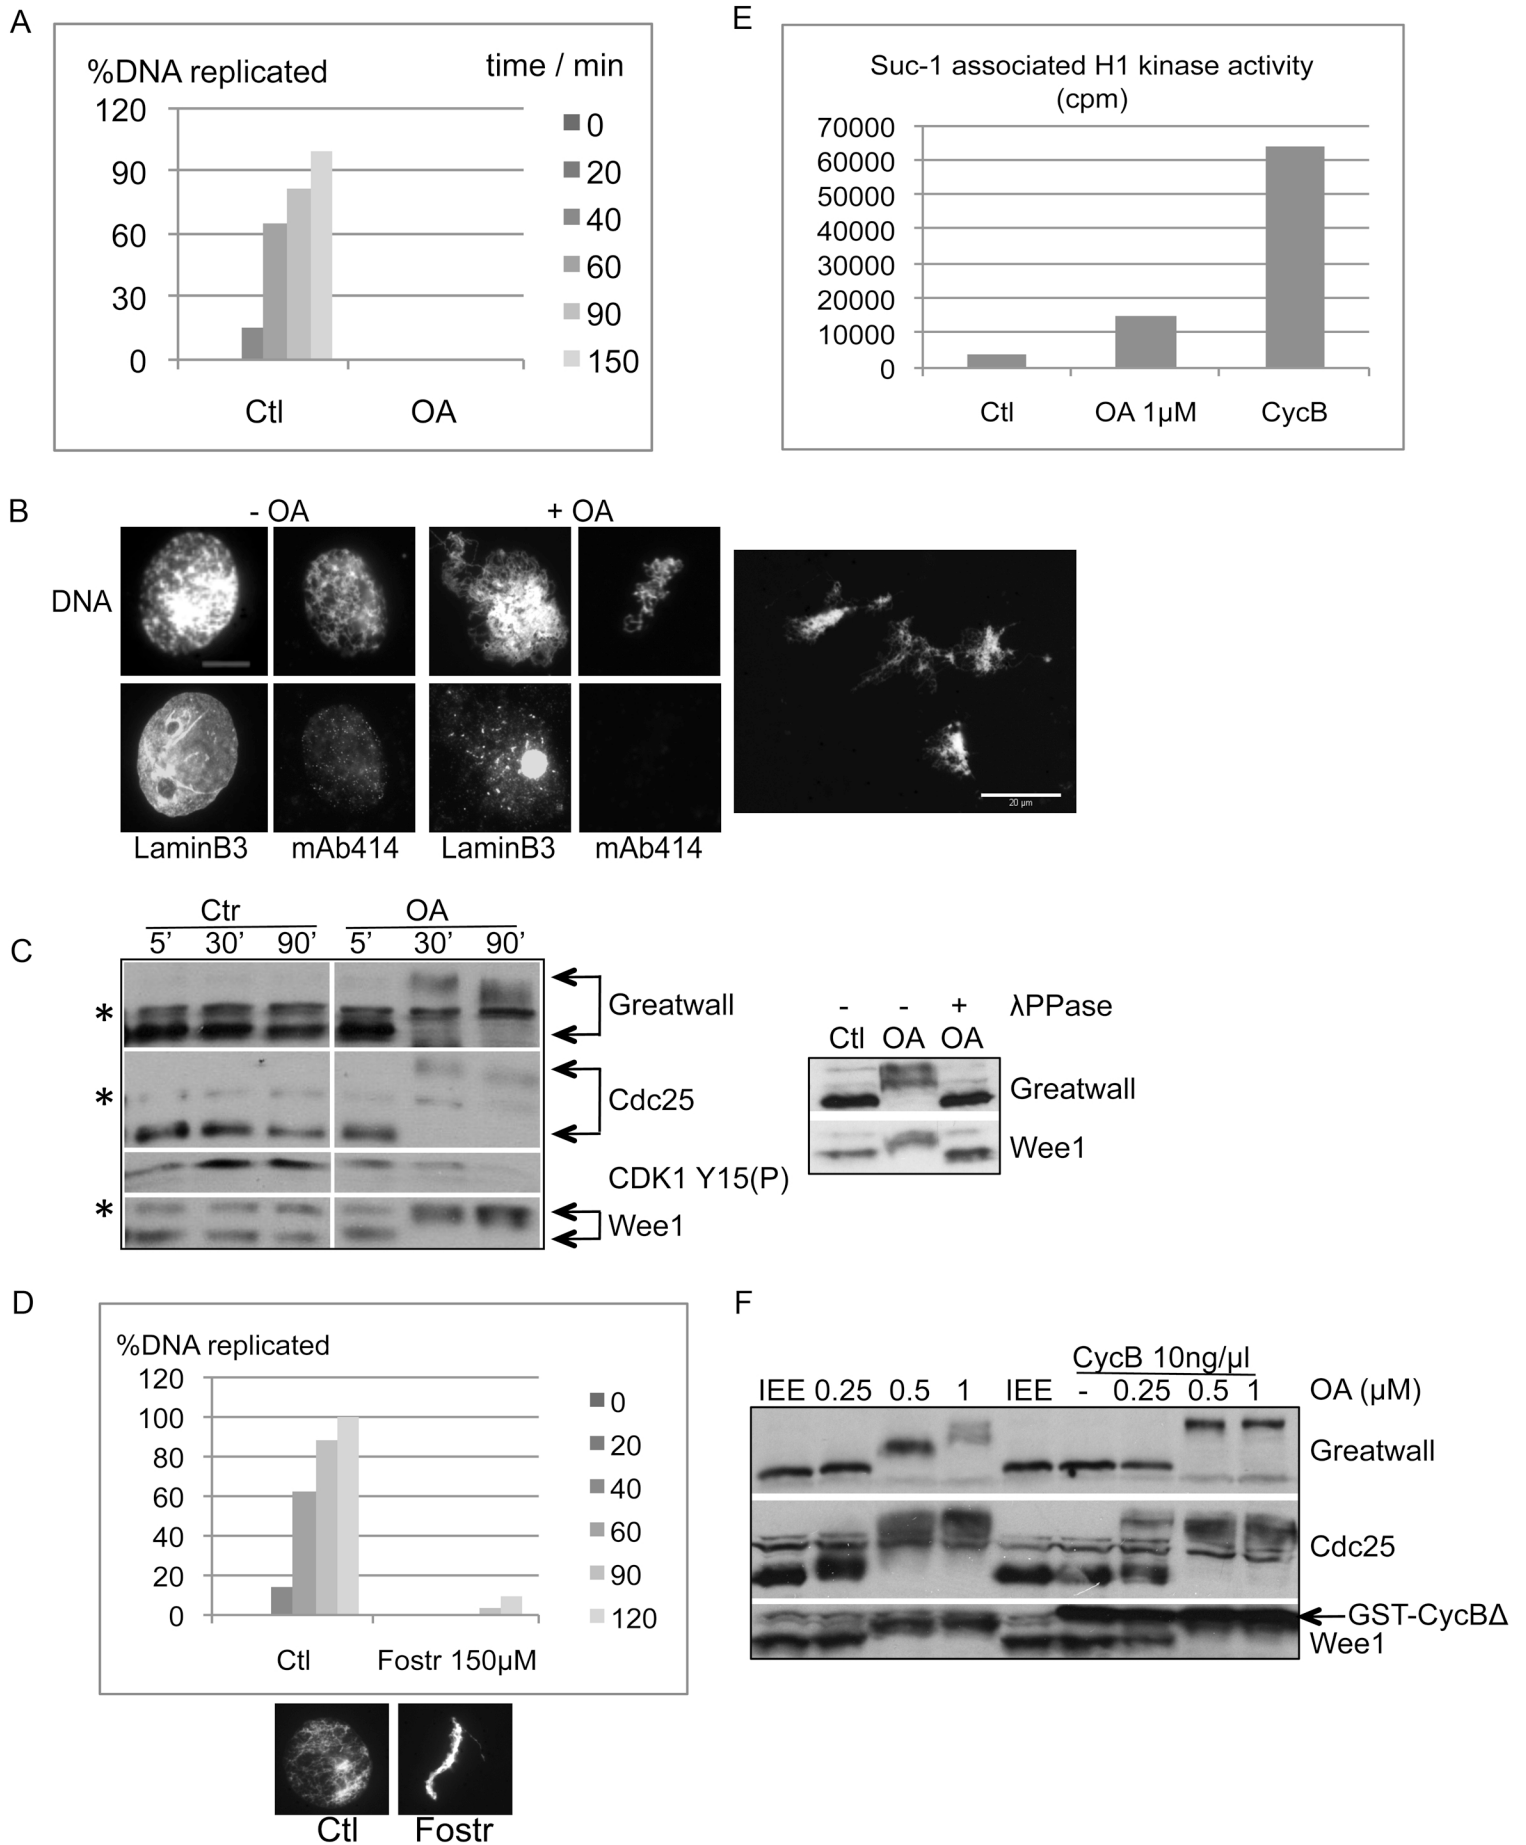 A
%DNA replicated
time / min
120
90
60
30
0
0
20
40
60
90
150
Ctl OA
E
Suc-1 associated H1 kinase activity
(cpm)
70000
60000
50000
40000
30000
20000
10000
0
Ctl OA 1µM CycB
B
- OA + OA
DNA
LaminB3 mAb414 LaminB3 mAb414
20 µm
C
Ctr OA
5’ 30’ 90’ 5’ 30’ 90’
* Greatwall
* Cdc25
CDK1 Y15(P)
* Wee1
- - + λPPase
Ctl OA OA
Greatwall
Wee1
D
%DNA replicated
120
100
80
60
40
20
0
0
20
40
60
90
120
Ctl Fostr 150µM
Ctl Fostr
F
CycB 10ng/µl
IEE 0.25 0.5 1 IEE - 0.25 0.5 1 OA (µM)
Greatwall
Cdc25
GST-CycBΔ
Wee1